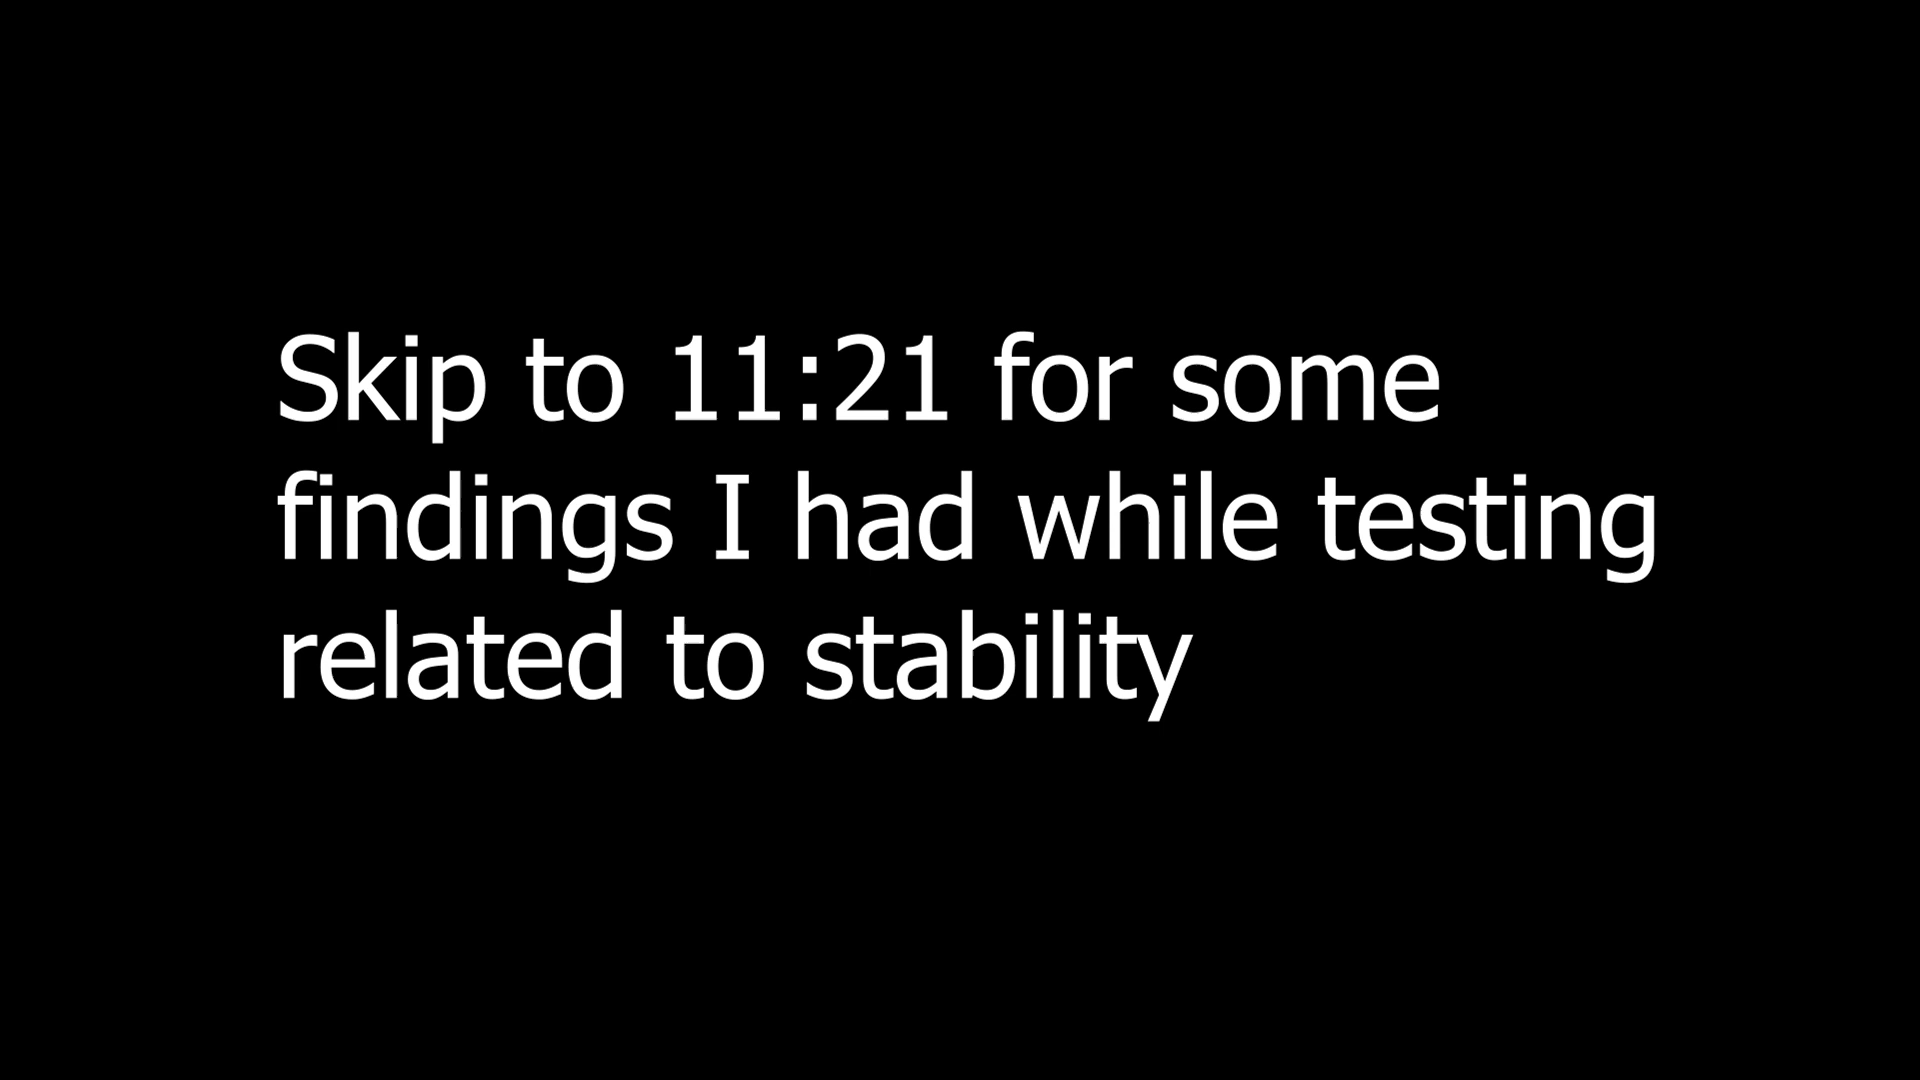 Skip to 11:21 for some
findings I had while testing
related to stability